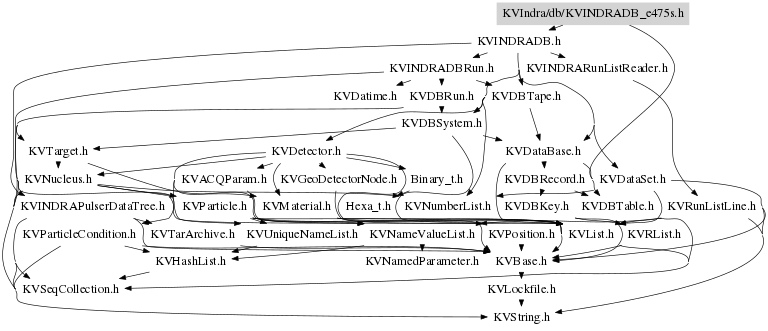 KVIndra/db/KVINDRADB_e475s.h
KVINDRADB.h
KVINDRADBRun.h KVINDRARunListReader.h
KVDatime.h KVDBRun.h KVDBTape.h
KVDBSystem.h
KVTarget.h KVDetector.h KVDataBase.h
KVNucleus.h KVACQParam.h KVGeoDetectorNode.h Binary_t.h KVDBRecord.h KVDataSet.h
KVINDRAPulserDataTree.h KVParticle.h KVMaterial.h Hexa_t.h KVNumberList.h KVDBKey.h KVDBTable.h KVRunListLine.h
KVParticleCondition.h KVTarArchive.h KVUniqueNameList.h KVNameValueList.h KVPosition.h KVList.h KVRList.h
KVHashList.h KVNamedParameter.h KVBase.h
KVSeqCollection.h KVLockfile.h
KVString.h